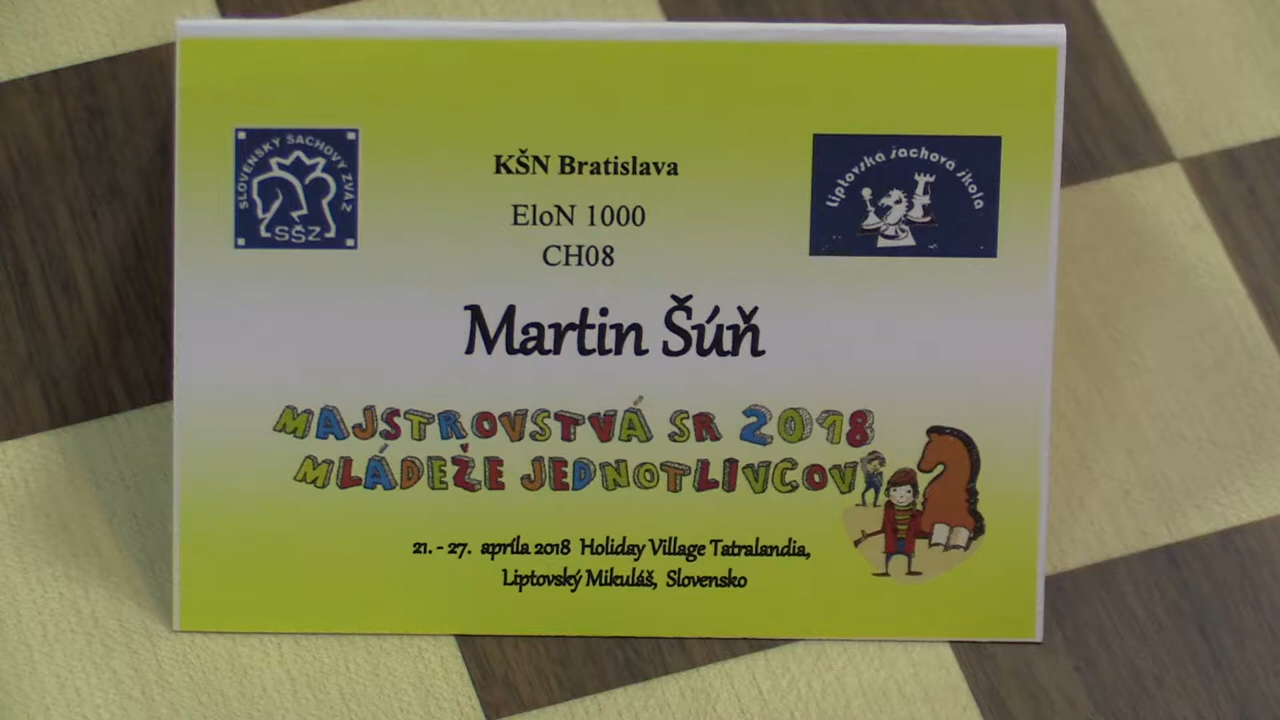 SLOVENSKÝ ŠACHOVÝ ZVÄZ
SŠZ
KŠN Bratislava
EloN 1000
CH08
Liptovská šachová škola
Martin Šúň
MAJSTROVSTVÁ SR 2018
MLÁDEŽE JEDNOTLIVCOV
21. - 27. apríla 2018 Holiday Village Tatralandia,
Liptovský Mikuláš, Slovensko